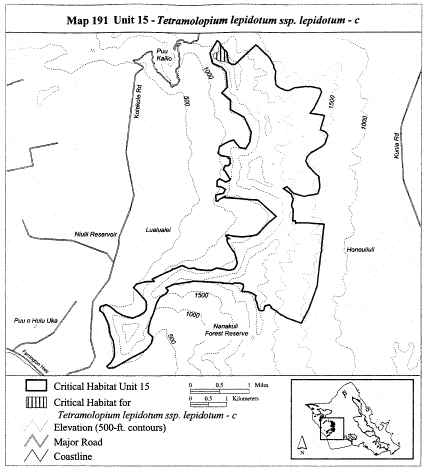 Map 191 Unit 15 - Tetramolopium lepidotum ssp. lepidotum - c
Puu
Kailio
1000
500
Kolekole Rd
1500
1000
Kunia Rd
Niulii Reservoir
Lualualei
Honouliuli
1500
1000
Nanakuli
Forest Reserve
500
Puu o Hulu Uka
Farrington Hwy
Critical Habitat Unit 15
Critical Habitat for
Tetramolopium lepidotum ssp. lepidotum - c
Elevation (500-ft. contours)
Major Road
Coastline
0 0.5 1 Miles
0 0.5 1 Kilometers
N